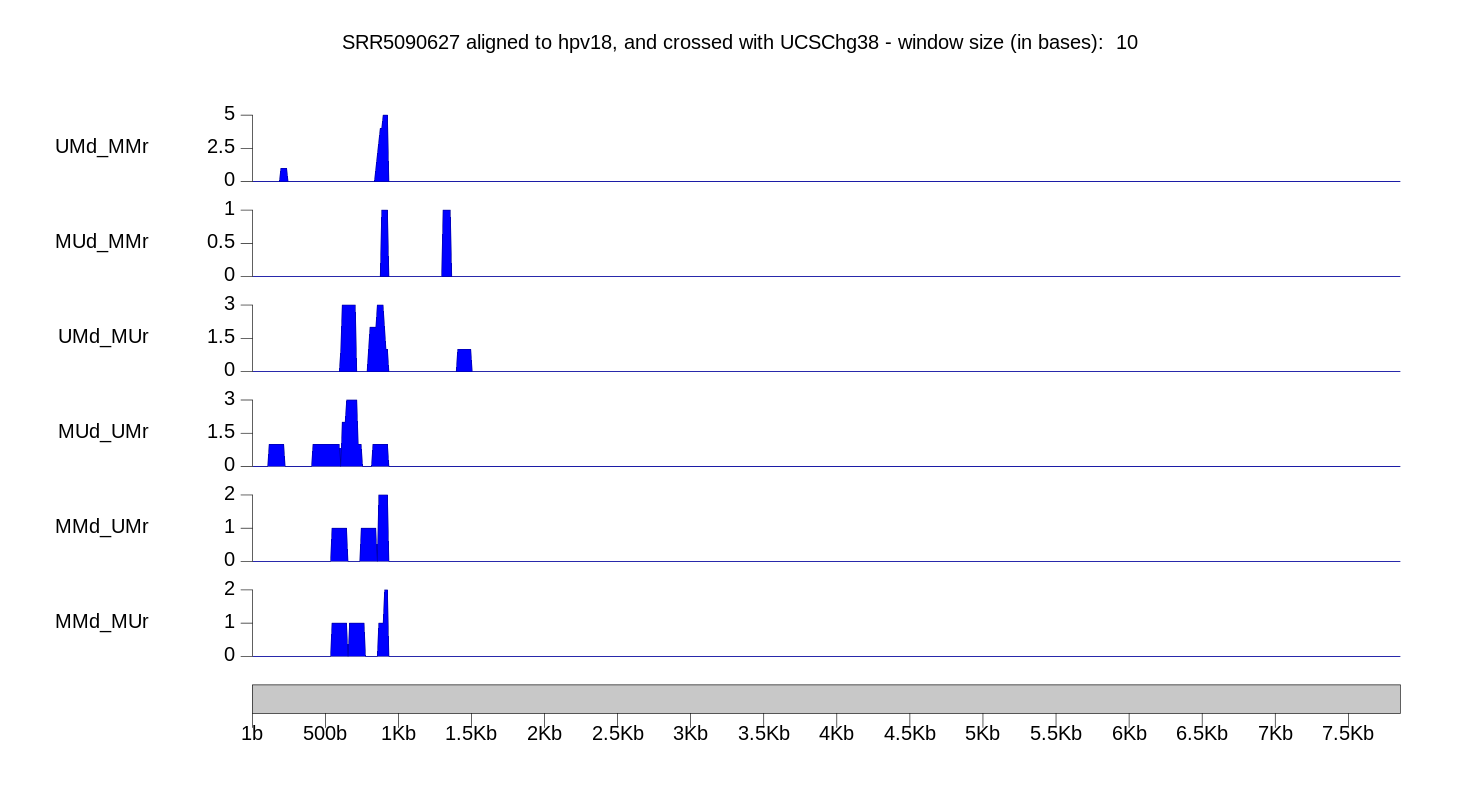 SRR5090627 aligned to hpv18, and crossed with UCSChg38 - window size (in bases):  10
5
UMd_MMr 2.5
0
1
MUd_MMr 0.5
0
3
UMd_MUr 1.5
0
3
MUd_UMr 1.5
0
2
MMd_UMr 1
0
2
MMd_MUr 1
0
1b 500b 1Kb 1.5Kb 2Kb 2.5Kb 3Kb 3.5Kb 4Kb 4.5Kb 5Kb 5.5Kb 6Kb 6.5Kb 7Kb 7.5Kb